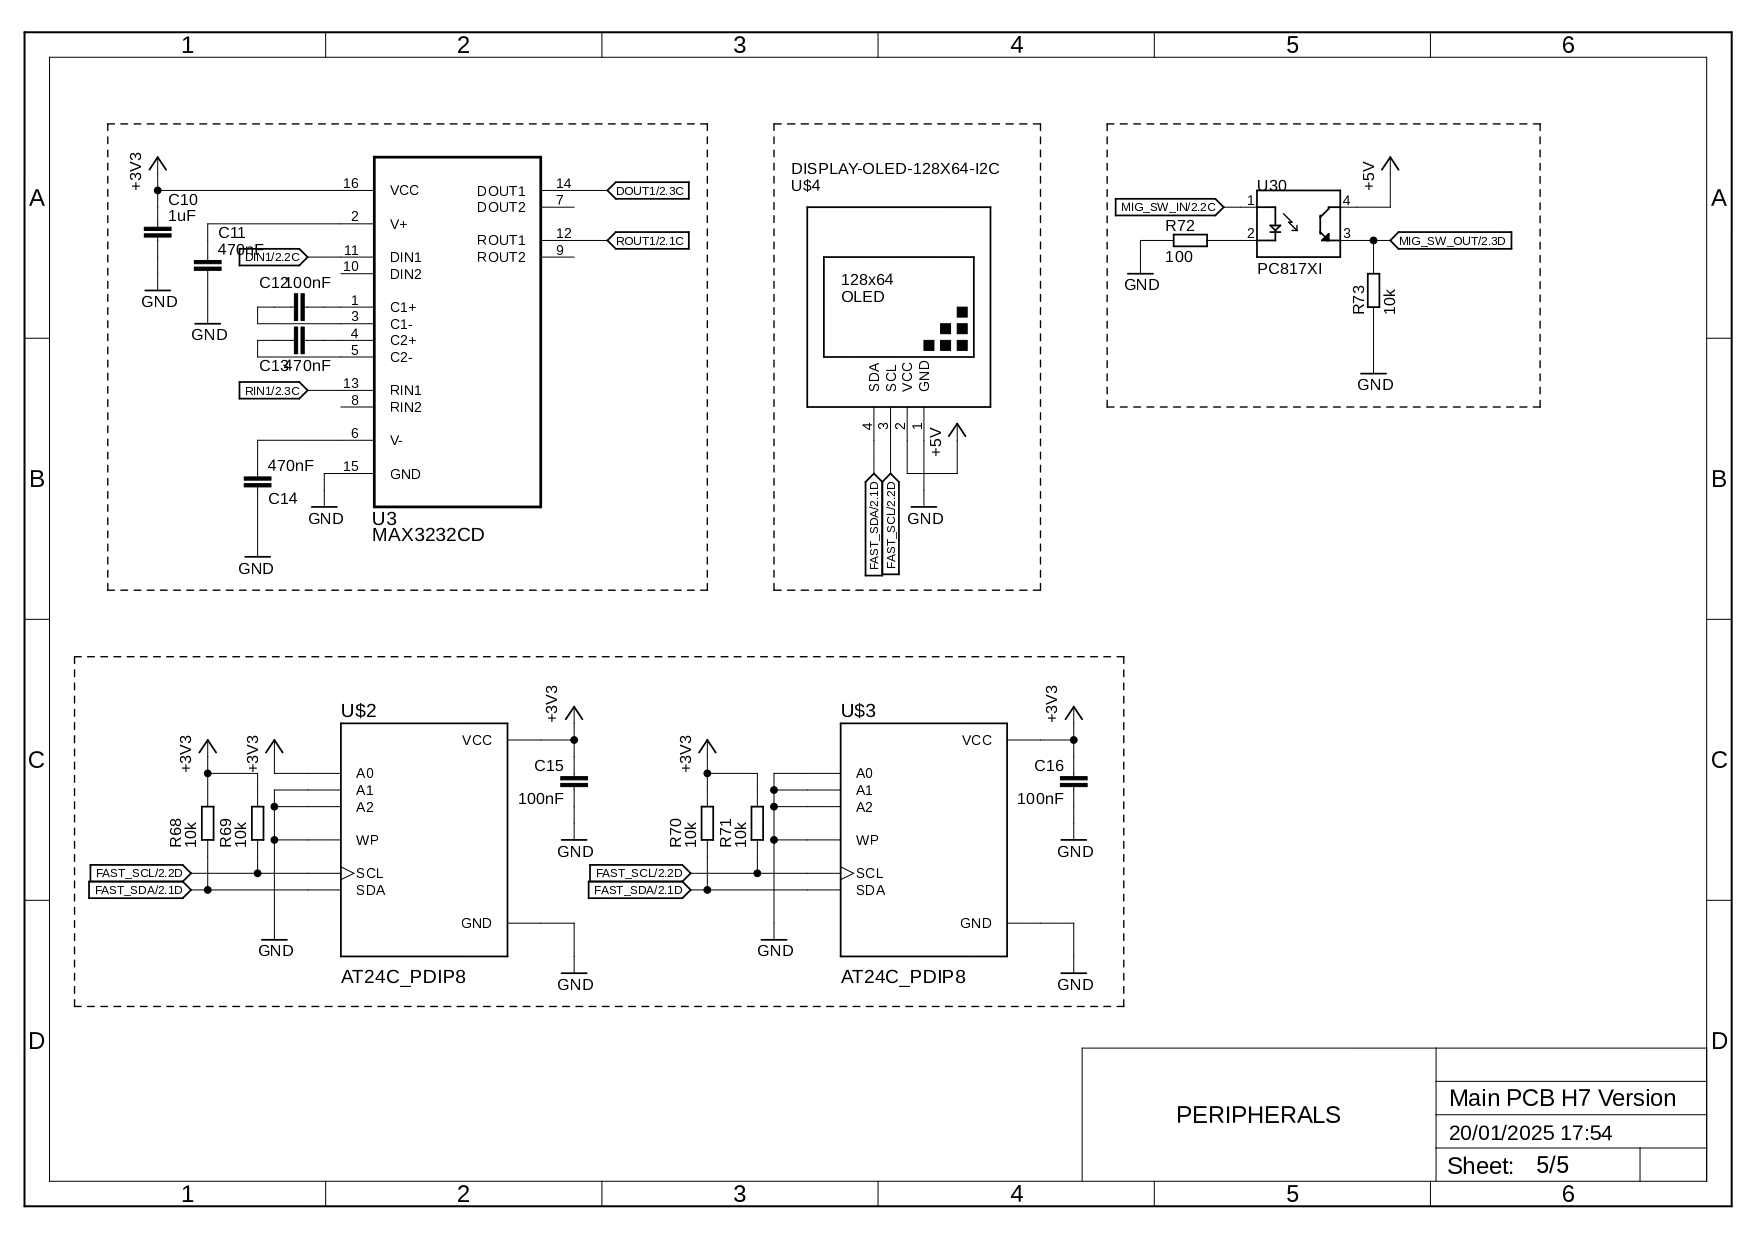 1 2 3 4 5 6
A
B
C
D
+3V3
C10
1uF
C11
470nF
GND
GND
DIN1/2.2C
C12
100nF
C13
470nF
RIN1/2.3C
470nF
C14
GND
GND
16 VCC
2 V+
11 DIN1
10 DIN2
1 C1+
3 C1-
4 C2+
5 C2-
13 RIN1
8 RIN2
6 V-
15 GND
DOUT1 14 DOUT1/2.3C
DOUT2 7
ROUT1 12 ROUT1/2.1C
ROUT2 9
U3
MAX3232CD
DISPLAY-OLED-128X64-I2C
U$4
128x64
OLED
SDA
SCL
VCC
GND
4
3
2
1
+5V
FAST_SDA/2.1D
FAST_SCL/2.2D
GND
U30
+5V
MIG_SW_IN/2.2C
1
2
4
3
R72
100
GND
PC817XI
MIG_SW_OUT/2.3D
R73
10k
GND
U$2
+3V3
+3V3
+3V3
VCC
A0
A1
A2
WP
SCL
SDA
GND
R68
10k
R69
10k
FAST_SCL/2.2D
FAST_SDA/2.1D
GND
C15
100nF
GND
GND
AT24C_PDIP8
U$3
+3V3
+3V3
VCC
A0
A1
A2
WP
SCL
SDA
GND
R70
10k
R71
10k
FAST_SCL/2.2D
FAST_SDA/2.1D
GND
C16
100nF
GND
GND
AT24C_PDIP8
A
B
C
D
PERIPHERALS
Main PCB H7 Version
20/01/2025 17:54
Sheet: 5/5
1 2 3 4 5 6